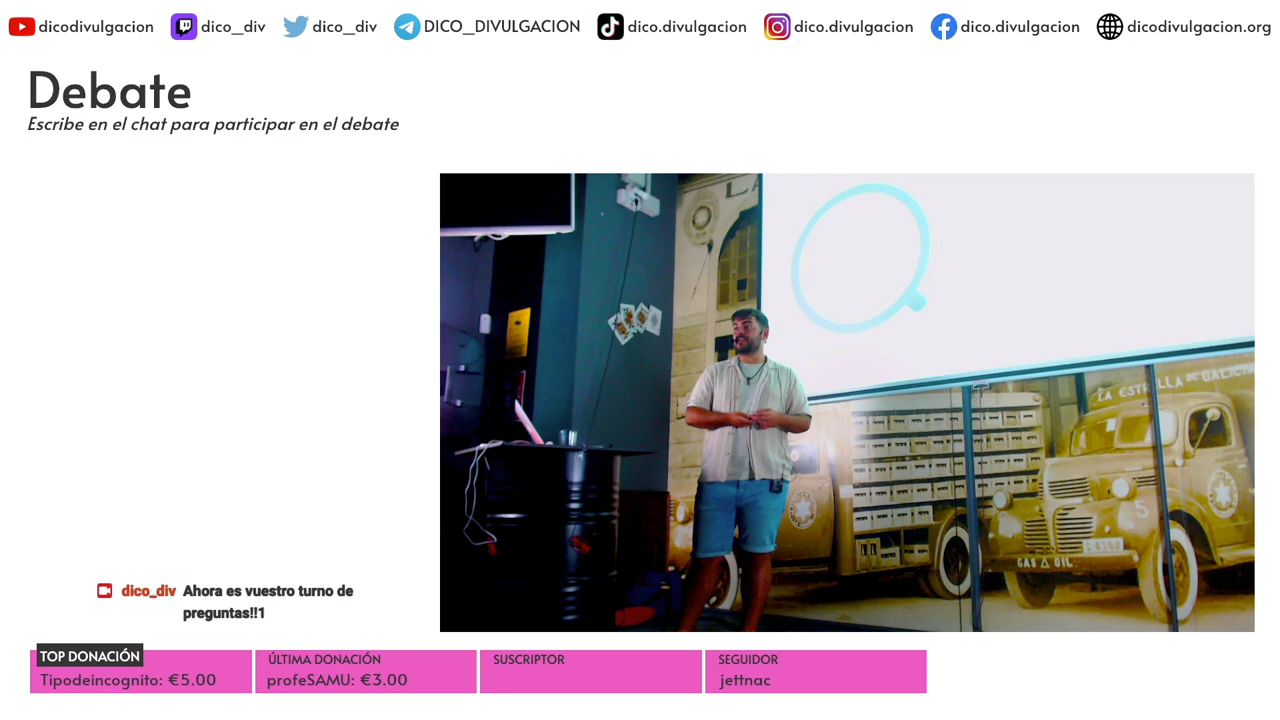 dicodivulgacion dico_div dico_div DICO_DIVULGACION dico.divulgacion dico.divulgacion dico.divulgacion dicodivulgacion.org
Debate
Escribe en el chat para participar en el debate
LA
LA ESTRELLA DE GALICIA
5
GAS OIL
dico_div Ahora es vuestro turno de
preguntas!!1
TOP DONACIÓN ÚLTIMA DONACIÓN SUSCRIPTOR SEGUIDOR
Tipodeincognito: €5.00 profeSAMU: €3.00 jettnac